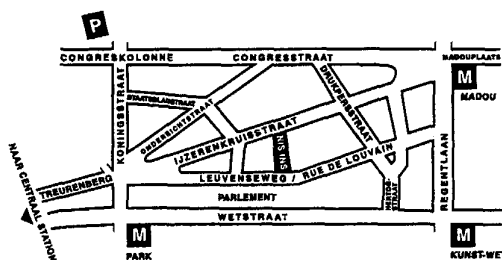 P
CONGRESKOLONNE
CONGRESSTRAAT
MADOUPLAATS
M
MADOU
DRUKPERSSTRAAT
STAATSBLADSTRAAT
KONINGSSTRAAT
ONDERRICHTSTRAAT
IJZERENKRUISSTRAAT
LEUVENSEWEG / RUE DE LOUVAIN
TREURENBERG
NAAR CENTRAAL STATION
PARLEMENT
HERTOGSTRAAT
REGENTLAAN
WETSTRAAT
M
PARK
M
KUNST-WET